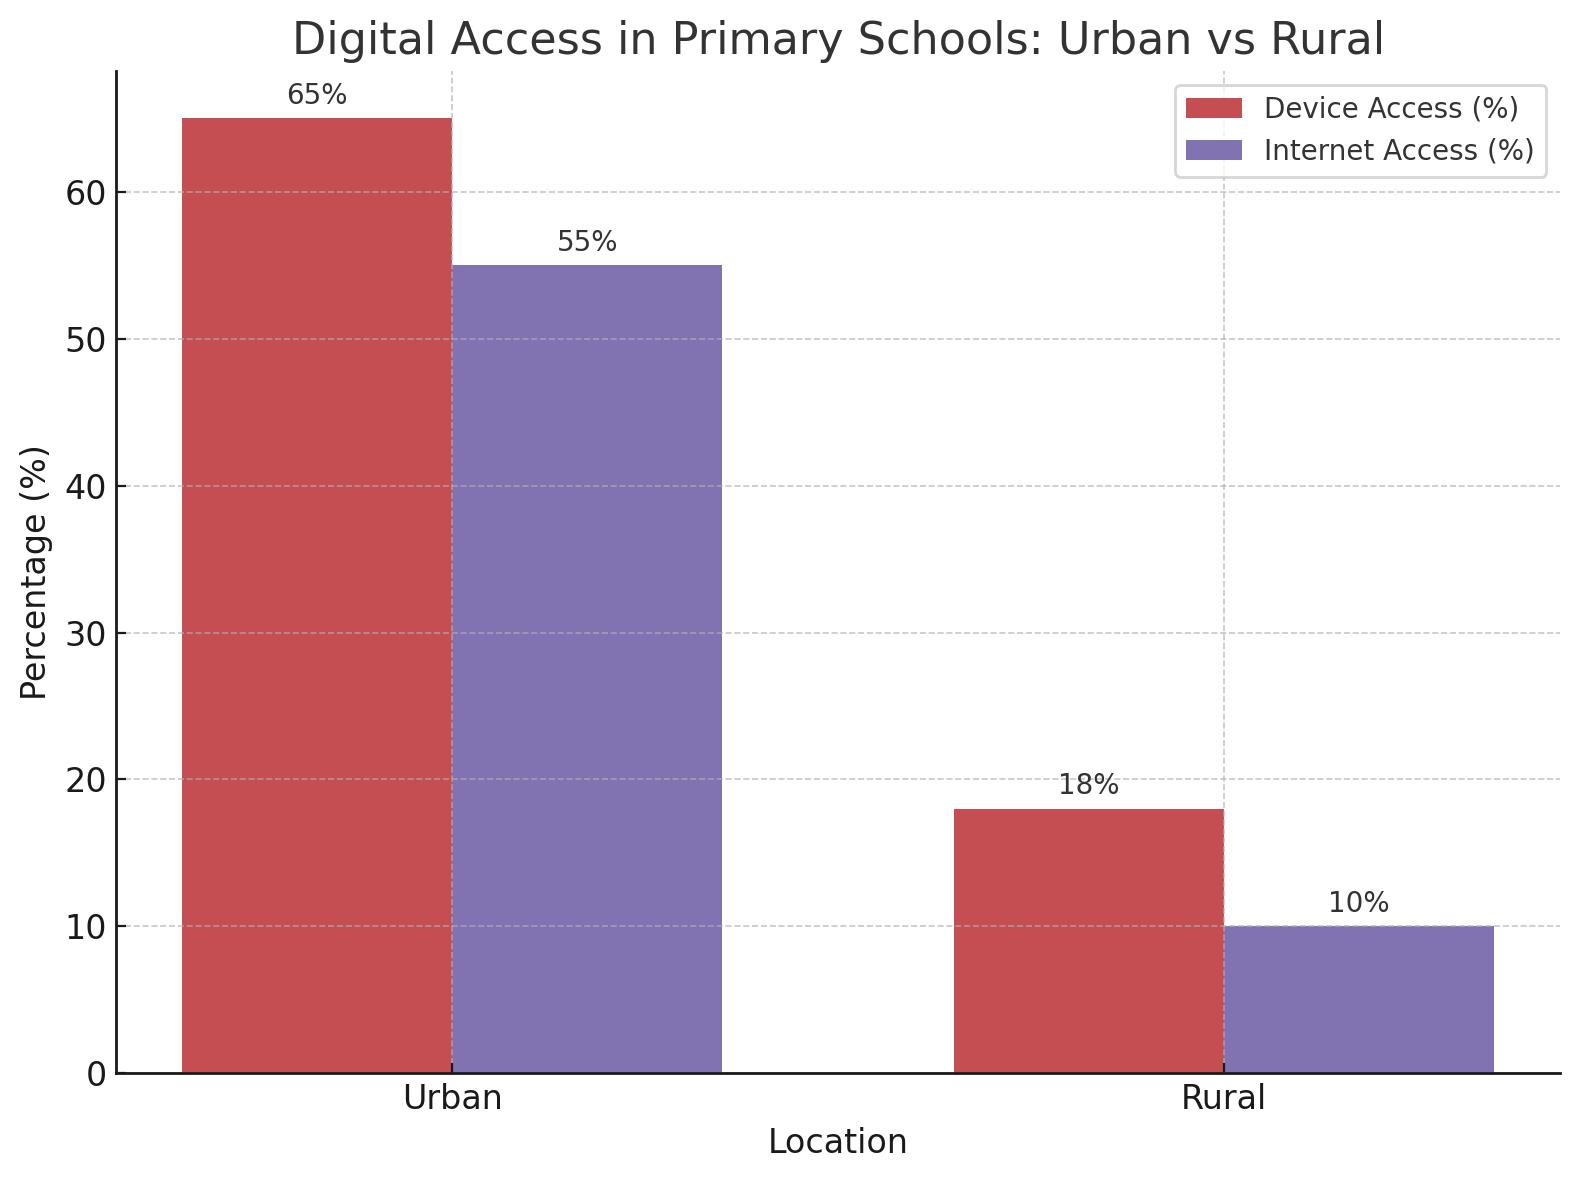 Digital Access in Primary Schools: Urban vs Rural
Device Access (%)
Internet Access (%)
65%
55%
18%
10%
60
50
40
30
20
10
0
Percentage (%)
Urban
Rural
Location